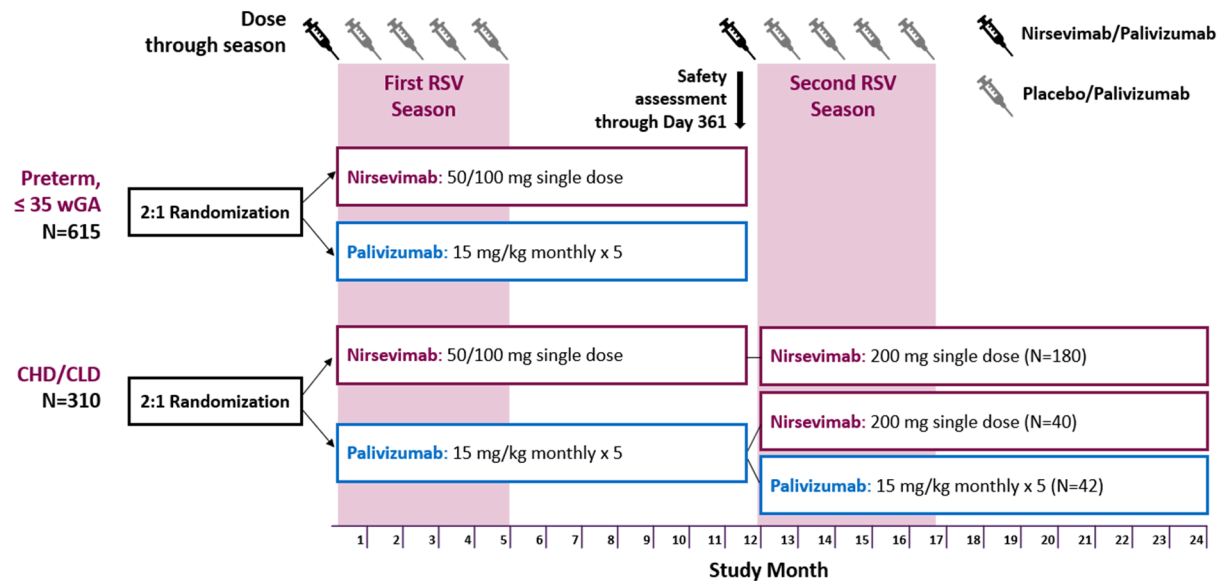 Dose
through season
Nirsevimab/Palivizumab
Placebo/Palivizumab
First RSV
Season
Safety
assessment
through Day 361
Second RSV
Season
Preterm,
≤ 35 wGA
N=615
2:1 Randomization
Nirsevimab: 50/100 mg single dose
Palivizumab: 15 mg/kg monthly x 5
CHD/CLD
N=310
2:1 Randomization
Nirsevimab: 50/100 mg single dose
Nirsevimab: 200 mg single dose (N=180)
Palivizumab: 15 mg/kg monthly x 5
Nirsevimab: 200 mg single dose (N=40)
Palivizumab: 15 mg/kg monthly x 5 (N=42)
1 2 3 4 5 6 7 8 9 10 11 12 13 14 15 16 17 18 19 20 21 22 23 24
Study Month